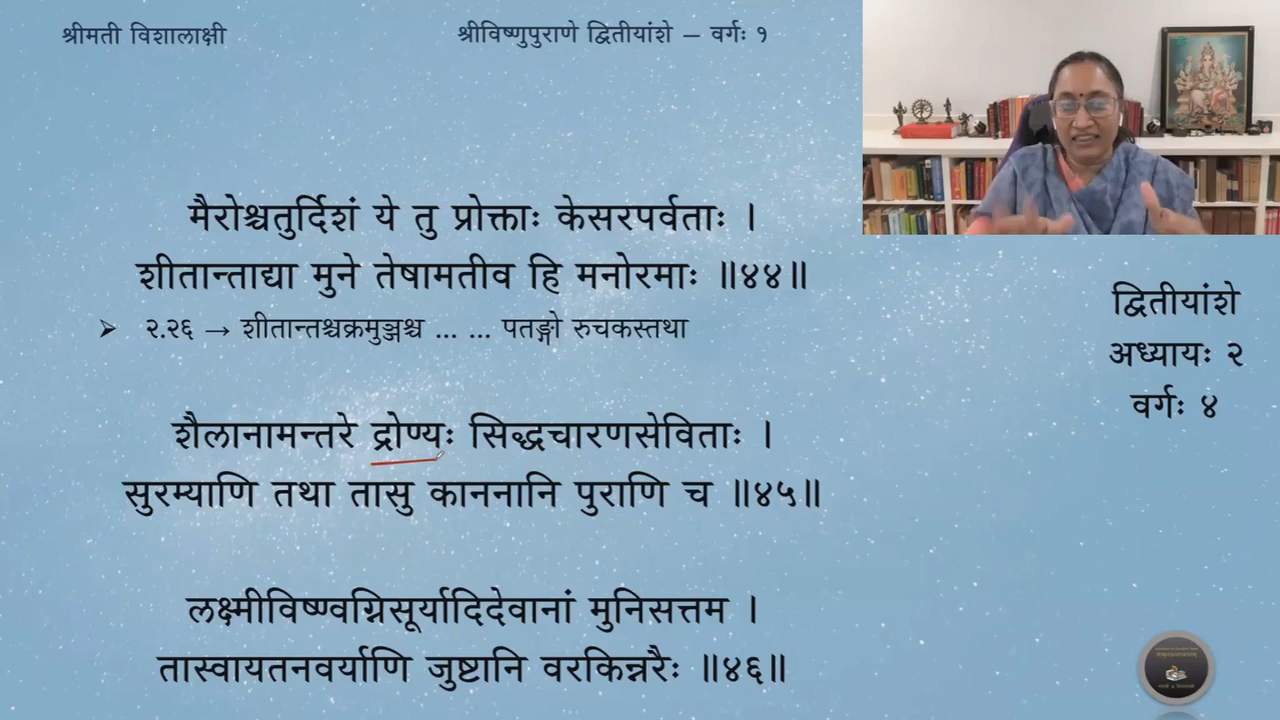 श्रीमती विशालाक्षी
श्रीविष्णुपुराणे द्वितीयांशे – वर्गः १
मैरोश्चतुर्दिशं ये तु प्रोक्ताः केसरपर्वताः ।
शीतान्ताद्या मुने तेषामतीव हि मनोरमाः ॥४४॥
➢ २.२६ → शीतान्तश्चक्रमुञ्जश्च ... ... पतङ्गो रुचकस्तथा
शैलानामन्तरे द्रोण्यः सिद्धचारणसेविताः ।
सुरम्याणि तथा तासु काननानि पुराणि च ॥४५॥
लक्ष्मीविष्ण्वग्निसूर्यादिदेवानां मुनिसत्तम ।
तास्वायतनवर्याणि जुष्टानि वरकिन्नरैः ॥४६॥
द्वितीयांशे
अध्यायः २
वर्गः ४